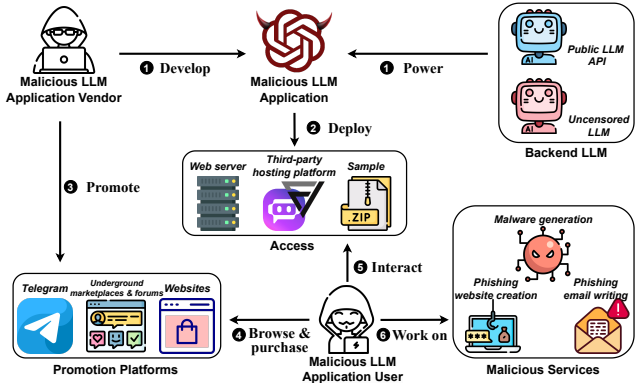 Malicious LLM
Application Vendor
❶ Develop
Malicious LLM
Application
❶ Power
Public LLM
API
AI
Uncensored
LLM
AI
Backend LLM
❷ Deploy
Web server
Third-party
hosting platform
Sample
.ZIP
Access
❸ Promote
❺ Interact
Telegram
Underground
marketplaces & forums
Websites
Promotion Platforms
❹ Browse &
purchase
Malicious LLM
Application User
❻ Work on
Malware generation
Phishing
website creation
Phishing
email writing
Malicious Services